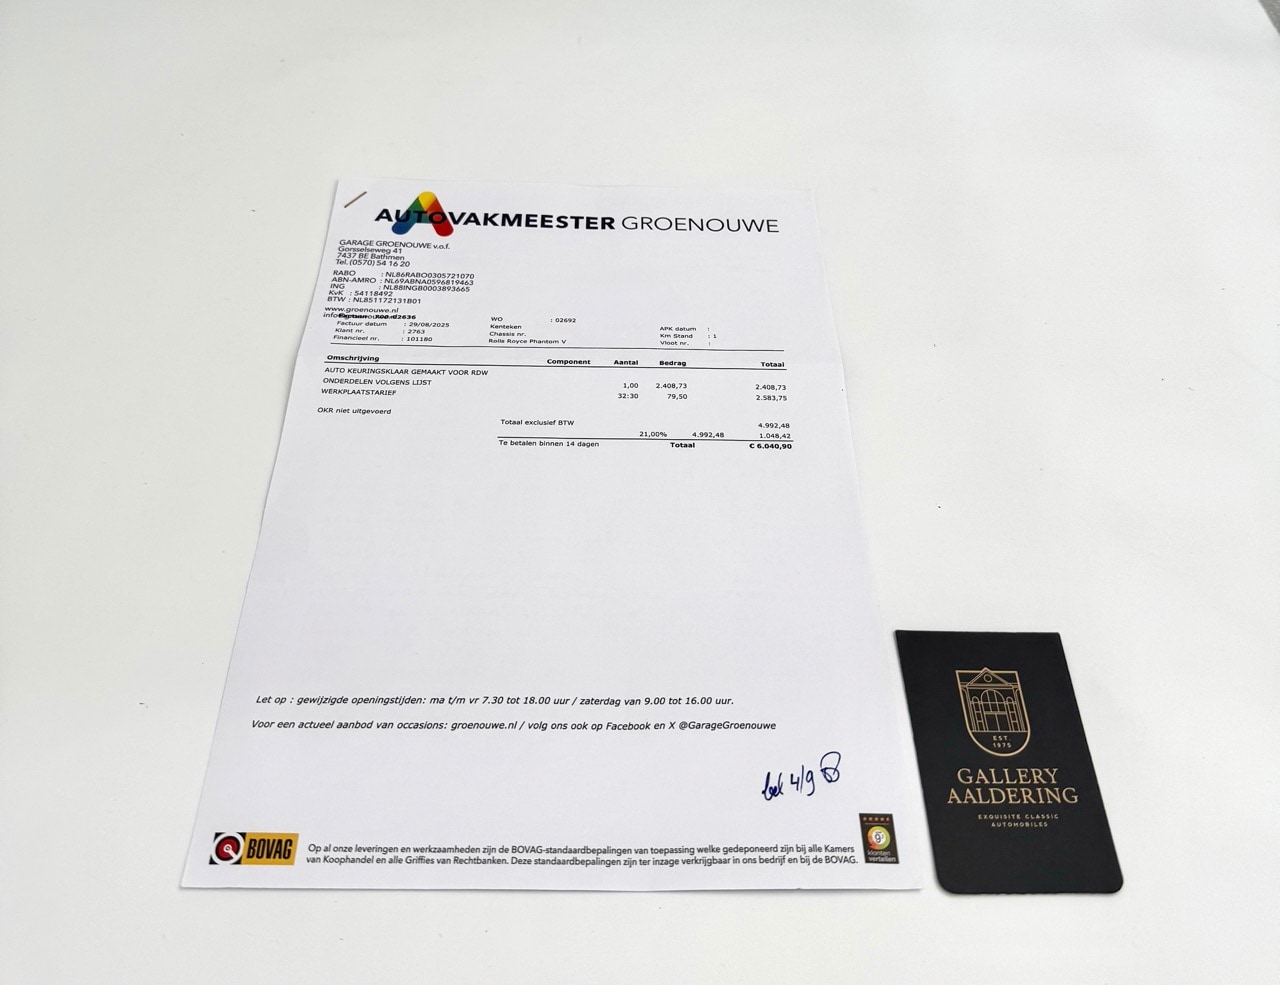 AUTOVAKMEESTER GROENOUWE
GARAGE GROENOUWE v.o.f.
Gorsselseweg 41
7437 BE Bathmen
Tel. (0570) 54 16 20
RABO : NL86RABO0305721070
ABN-AMRO : NL69ABNA0596819463
ING : NL88INGB0003893665
KvK : 54118492
BTW : NL851172131B01
www.groenouwe.nl
Factuur datum : 29/08/2025
Klant nr. : 2763
Financieel nr. : 101180
WO : 02692
Kenteken
Chassis nr.
Rolls Royce Phantom V
APK datum :
Km Stand : 1
Vloot nr. :
Omschrijving Component Aantal Bedrag Totaal
AUTO KEURINGSKLAAR GEMAAKT VOOR RDW
ONDERDELEN VOLGENS LIJST 1,00 2.408,73 2.408,73
WERKPLAATSTARIEF 32:30 79,50 2.583,75
OKR niet uitgevoerd
Totaal exclusief BTW 4.992,48
21,00% 4.992,48 1.048,42
Te betalen binnen 14 dagen Totaal € 6.040,90
Let op : gewijzigde openingstijden: ma t/m vr 7.30 tot 18.00 uur / zaterdag van 9.00 tot 16.00 uur.
Voor een actueel aanbod van occasions: groenouwe.nl / volg ons ook op Facebook en X @GarageGroenouwe
4/9
BOVAG
Op al onze leveringen en werkzaamheden zijn de BOVAG-standaardbepalingen van toepassing welke gedeponeerd zijn bij alle Kamers
van Koophandel en alle Griffies van Rechtbanken. Deze standaardbepalingen zijn ter inzage verkrijgbaar in ons bedrijf en bij de BOVAG.
klanten
vertellen
EST.
1975
GALLERY
AALDERING
EXQUISITE CLASSIC
AUTOMOBILES